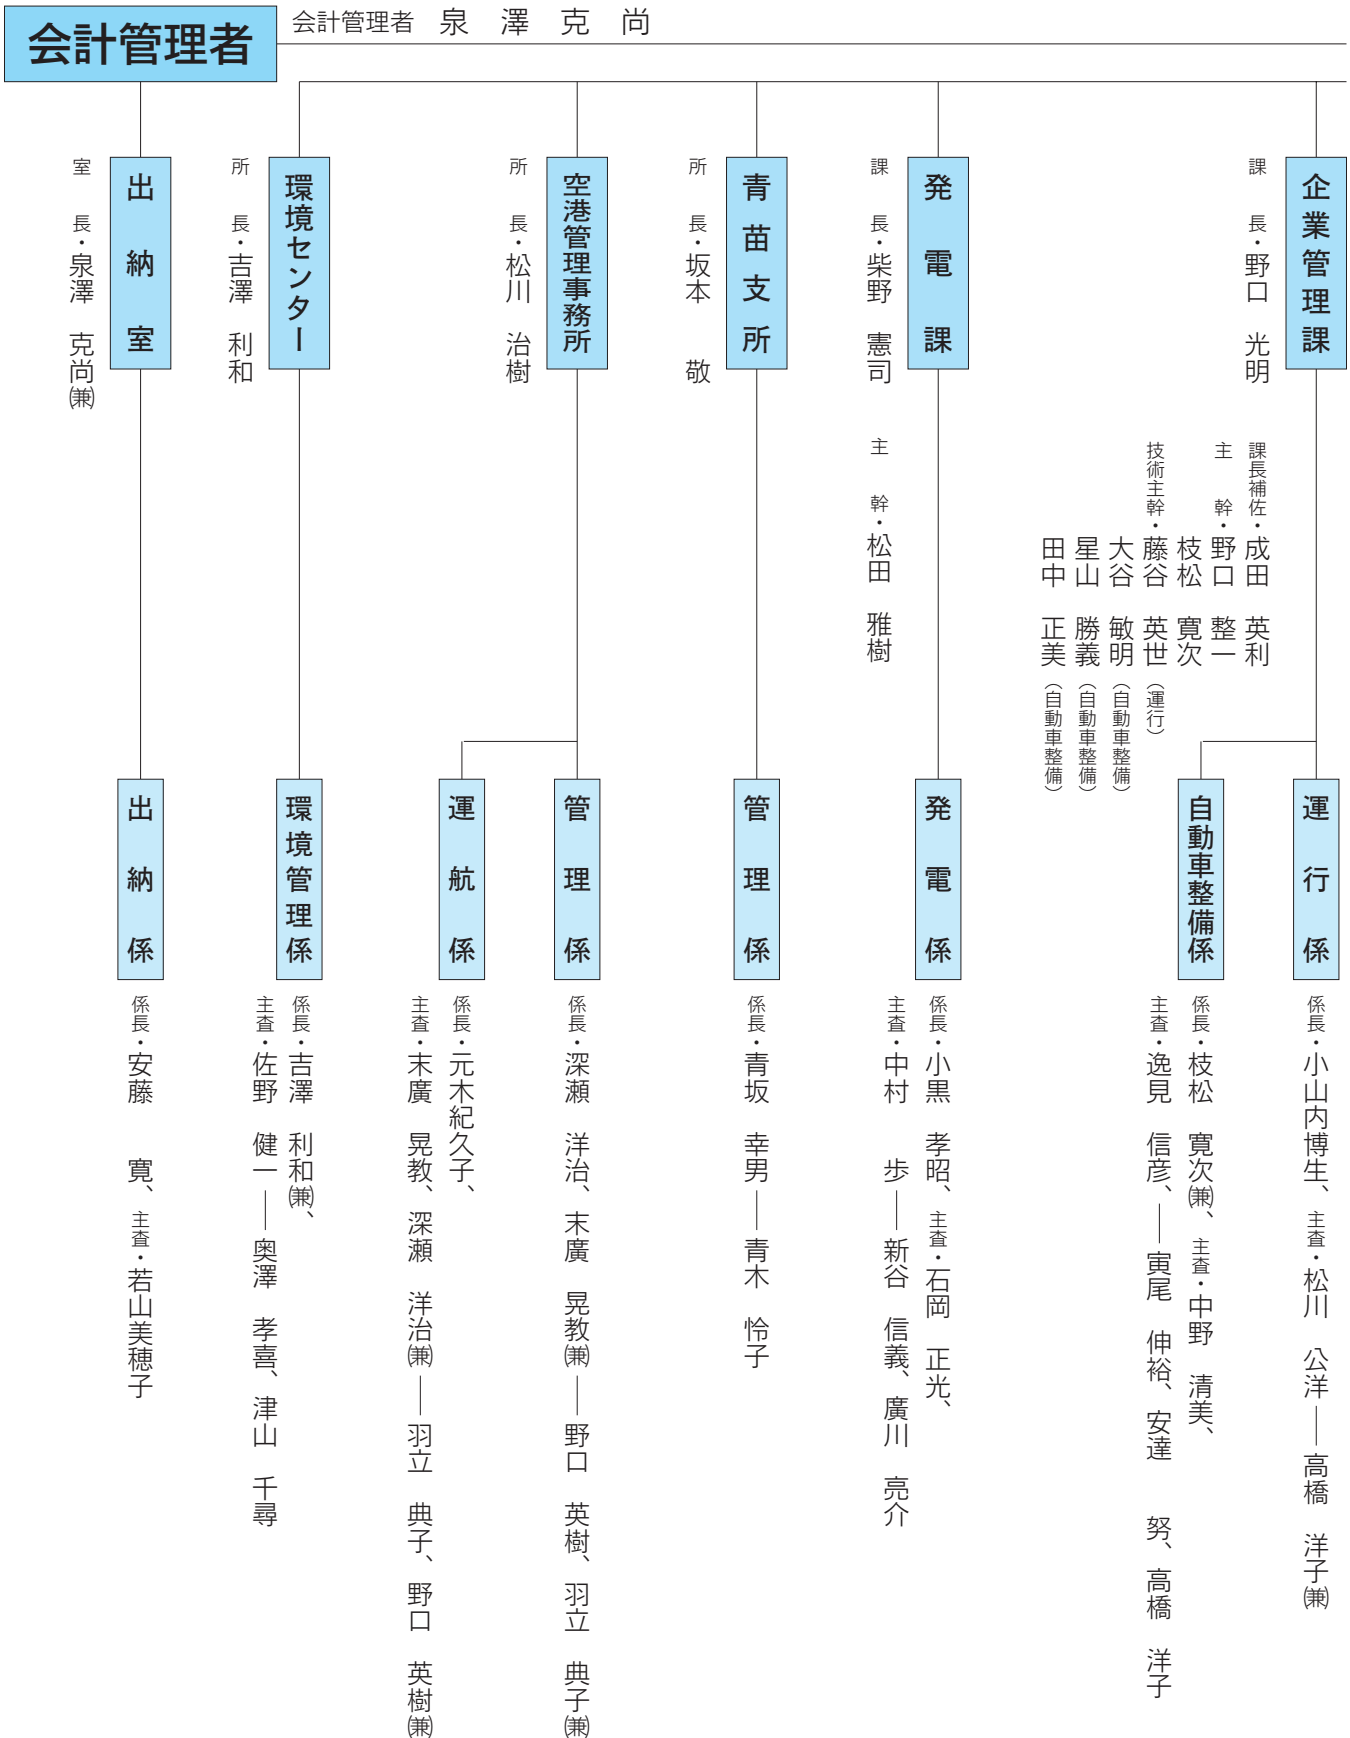 会計管理者
会計管理者 泉 澤 克 尚
企業管理課
課 長・野口 光明
課長補佐・成田 英利
主 幹・野口 整一
枝松 寛次
技術主幹・藤谷 英世(運行)
大谷 敏明(自動車整備)
星山 勝義(自動車整備)
田中 正美(自動車整備)
運行係
係長・小山内博生、主査・松川 公洋――高橋 洋子㈱
自動車整備係
係長・枝松 寛次(兼)、主査・中野 清美、
主査・逸見 信彦、――寅尾 伸裕、安達 努、高橋 洋子
発電課
課 長・柴野 憲司
主 幹・松田 雅樹
発電係
係長・小黒 孝昭、主査・石岡 正光、
主査・中村 歩――新谷 信義、廣川 亮介
青苗支所
所 長・坂本 敬
管理係
係長・青坂 幸男――青木 怜子
空港管理事務所
所 長・松川 治樹
管理係
係長・深瀬 洋治、末廣 晃教(兼)――野口 英樹、羽立 典子(兼)
運航係
係長・元木紀久子、
主査・末廣 晃教、深瀬 洋治(兼)――羽立 典子、野口 英樹(兼)
環境センター
所 長・吉澤 利和
環境管理係
係長・吉澤 利和(兼)、
主査・佐野 健一――奥澤 孝喜、津山 千尋
出納室
室 長・泉澤 克尚(兼)
出納係
係長・安藤 寛、主査・若山美穂子